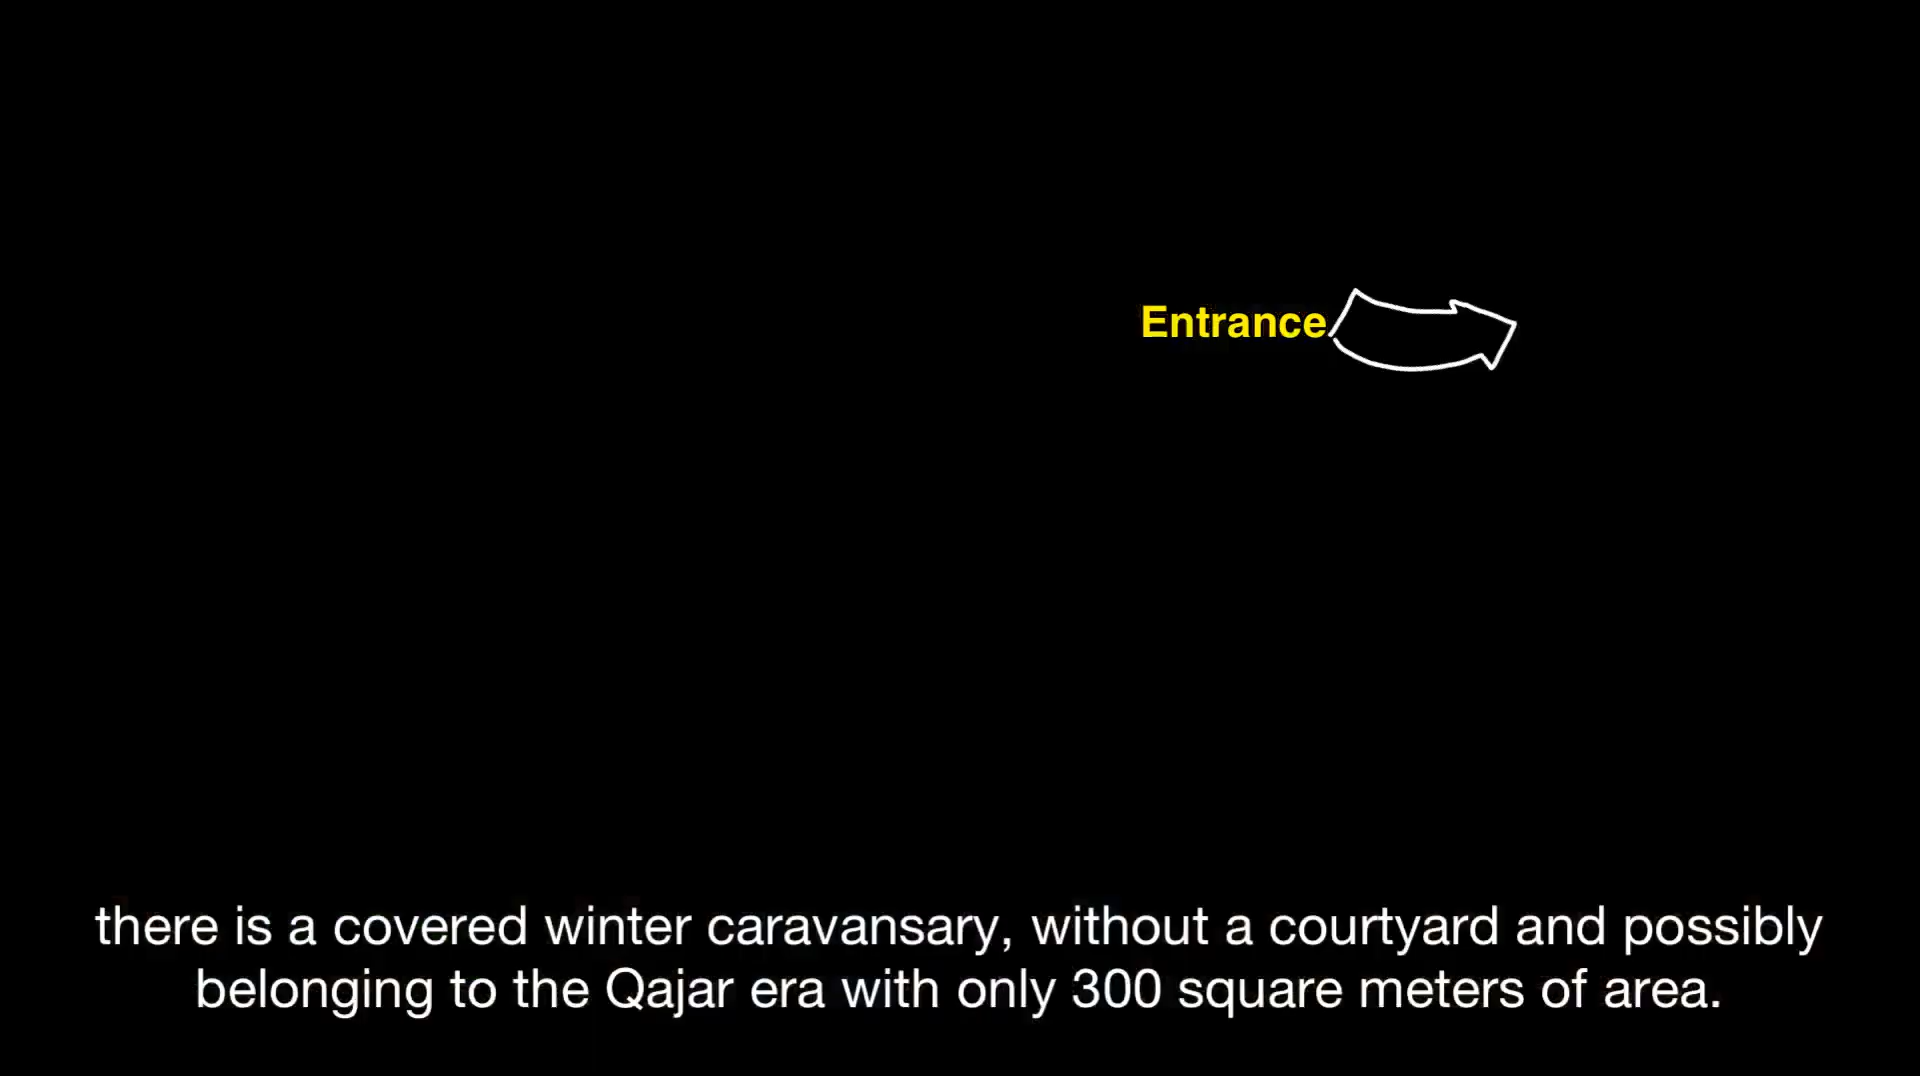 Entrance
there is a covered winter caravansary, without a courtyard and possibly
belonging to the Qajar era with only 300 square meters of area.